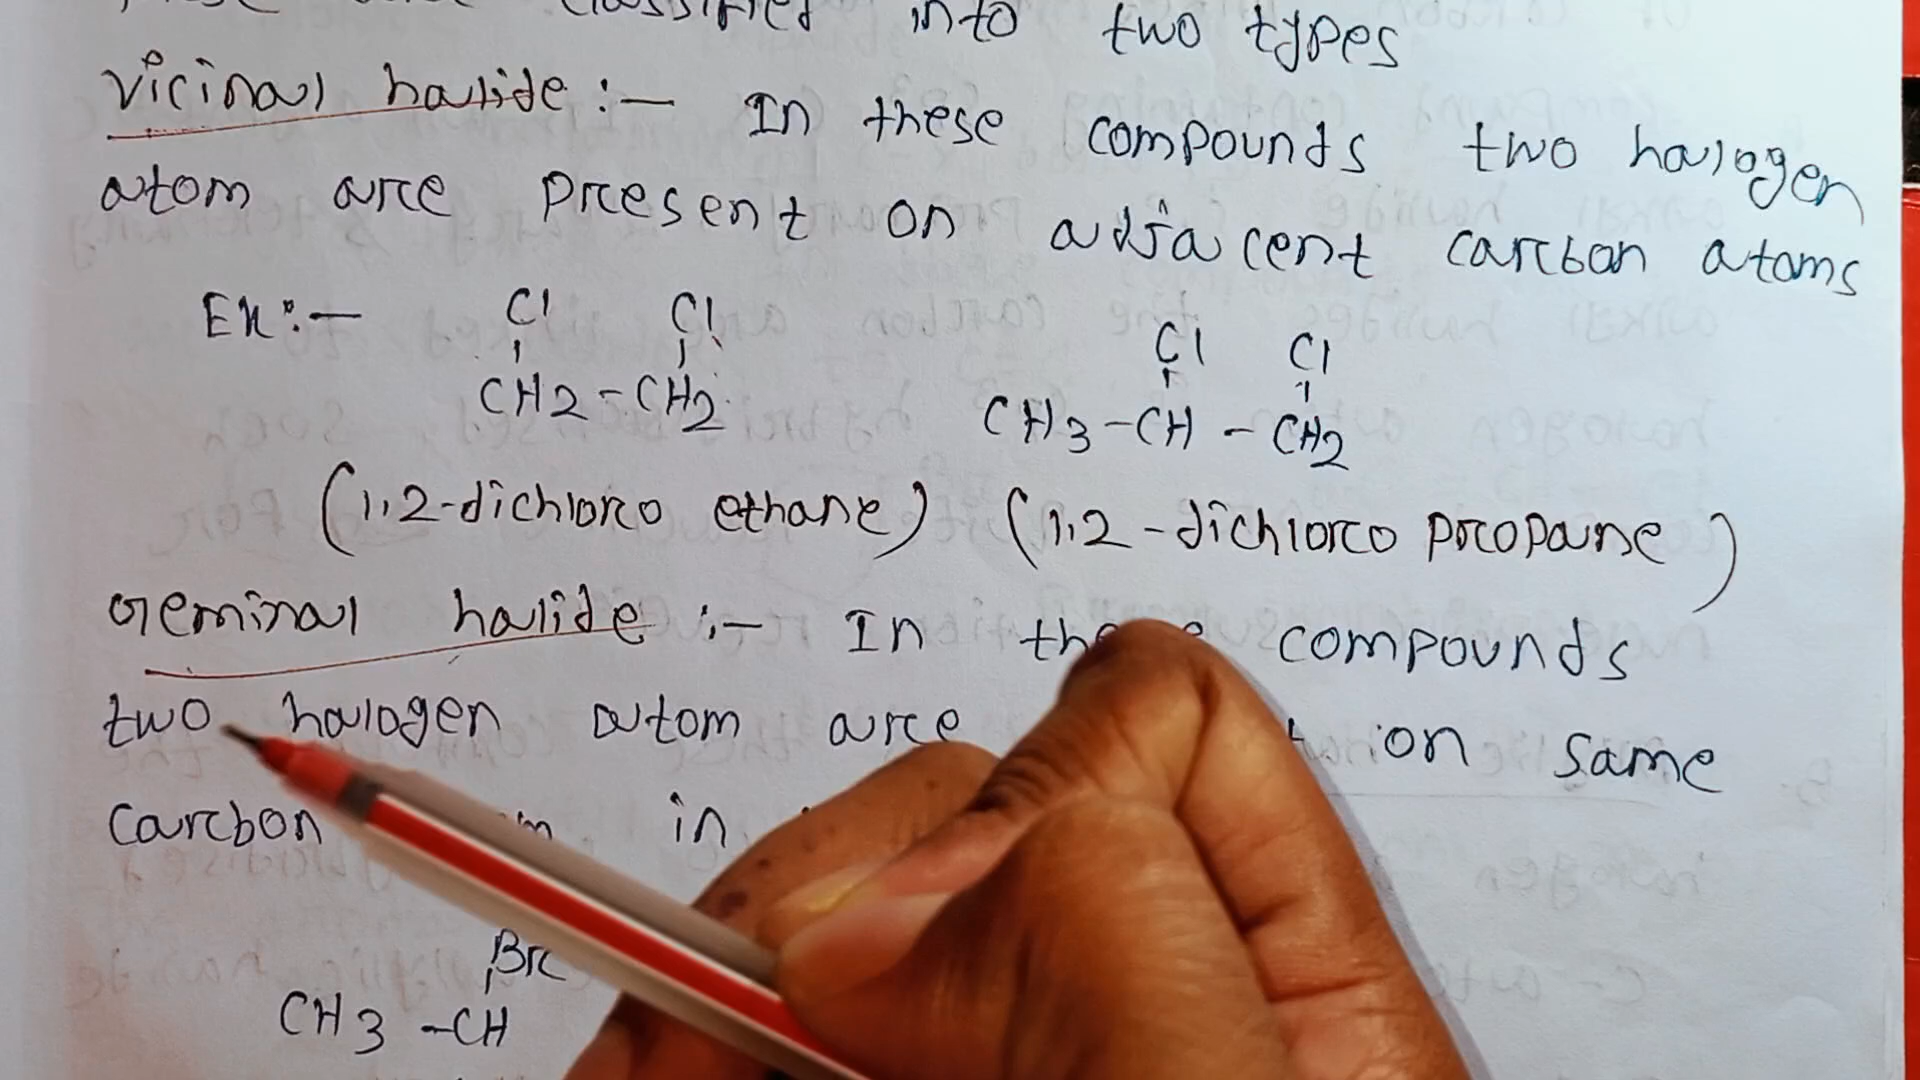 classified into two types
vicinal halide :- In these compounds two halogen
atom are present on adjacent carbon atoms
Ex :- Cl Cl Cl Cl
CH2-CH2 CH3-CH-CH2
(1,2-dichloro ethane) (1,2-dichloro propane)
Geminal halide :- In compounds
two halogen atom are on same
carbon in
Br
CH3-CH